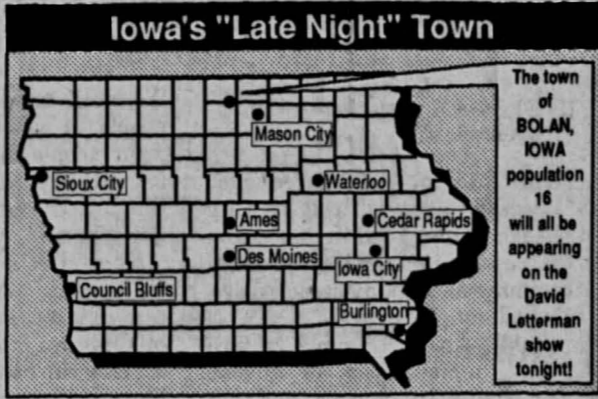 Iowa's "Late Night" Town
The town
of
BOLAN,
IOWA
population
16
will all be
appearing
on the
David
Letterman
show
tonight!
Mason City
Sioux City
Waterloo
Ames
Cedar Rapids
Des Moines
Iowa City
Council Bluffs
Burlington